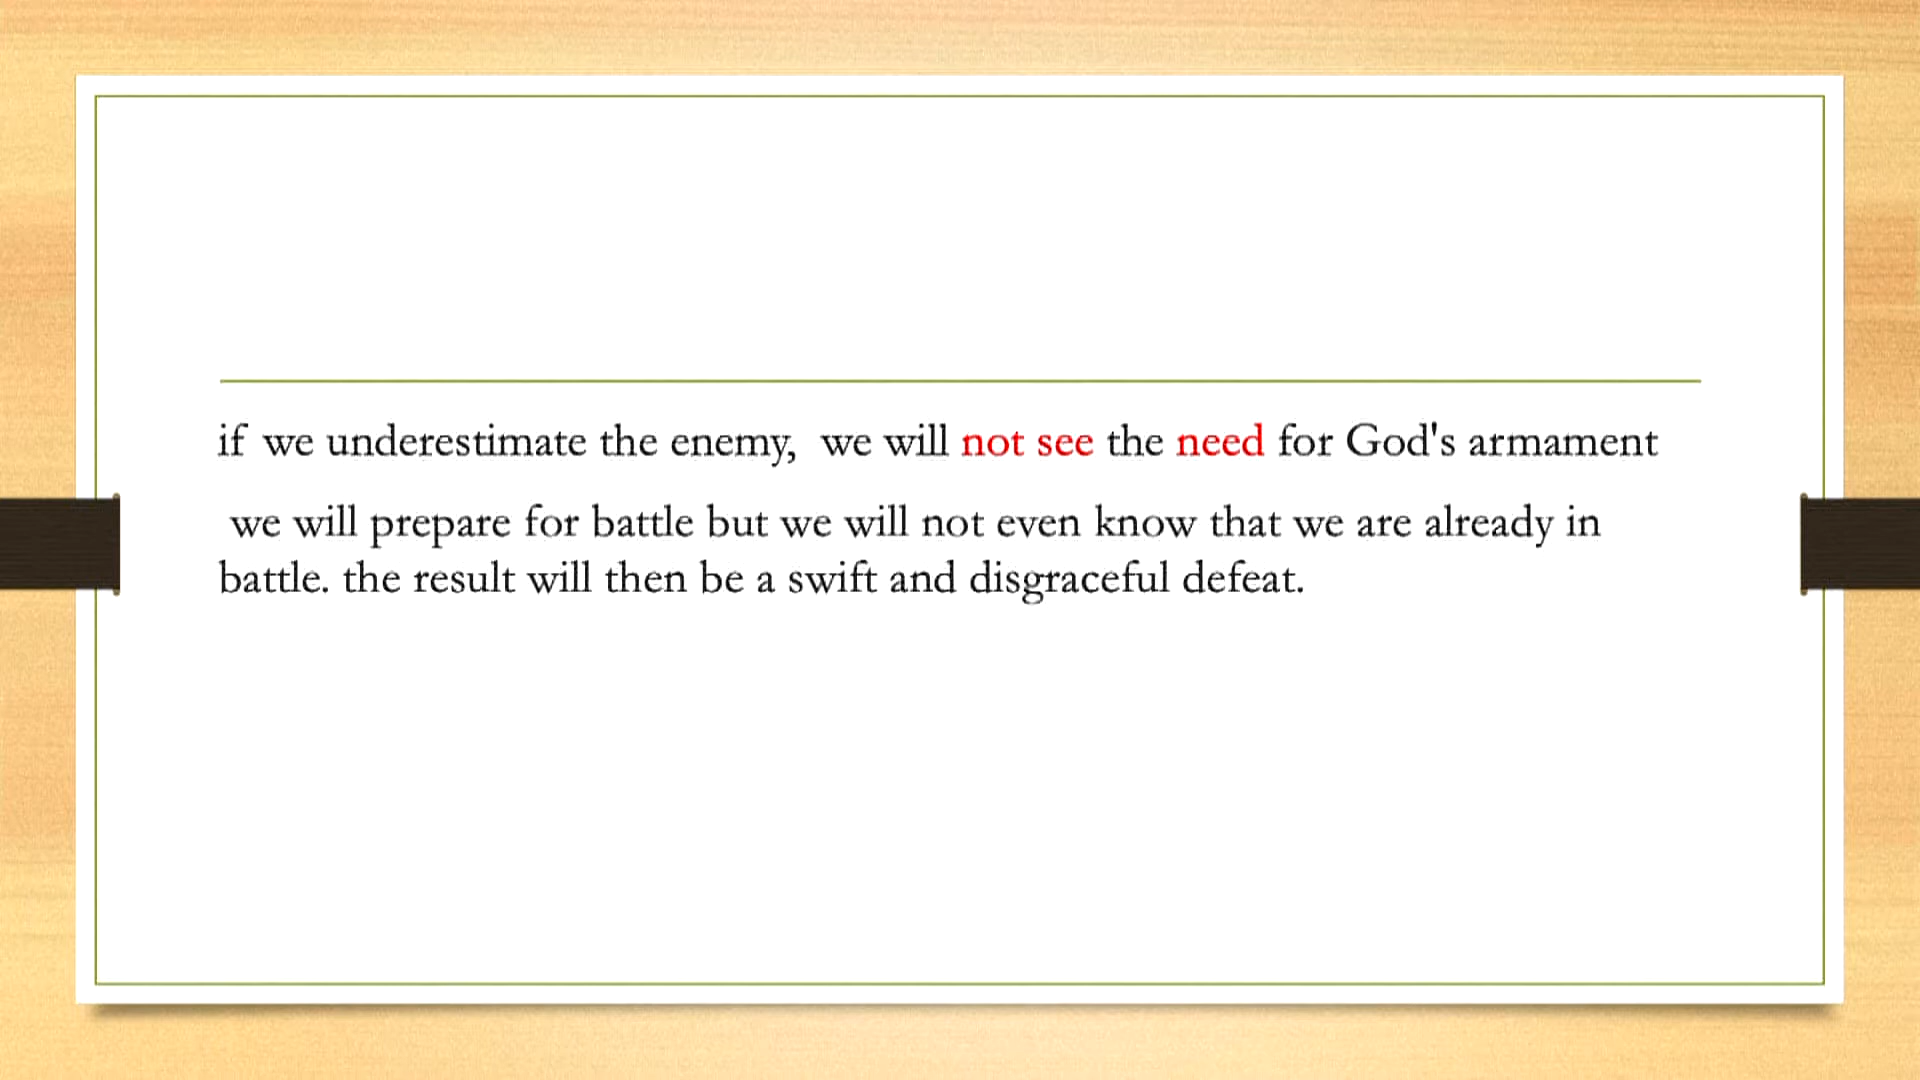 if we underestimate the enemy,  we will not see the need for God's armament
we will prepare for battle but we will not even know that we are already in
battle. the result will then be a swift and disgraceful defeat.